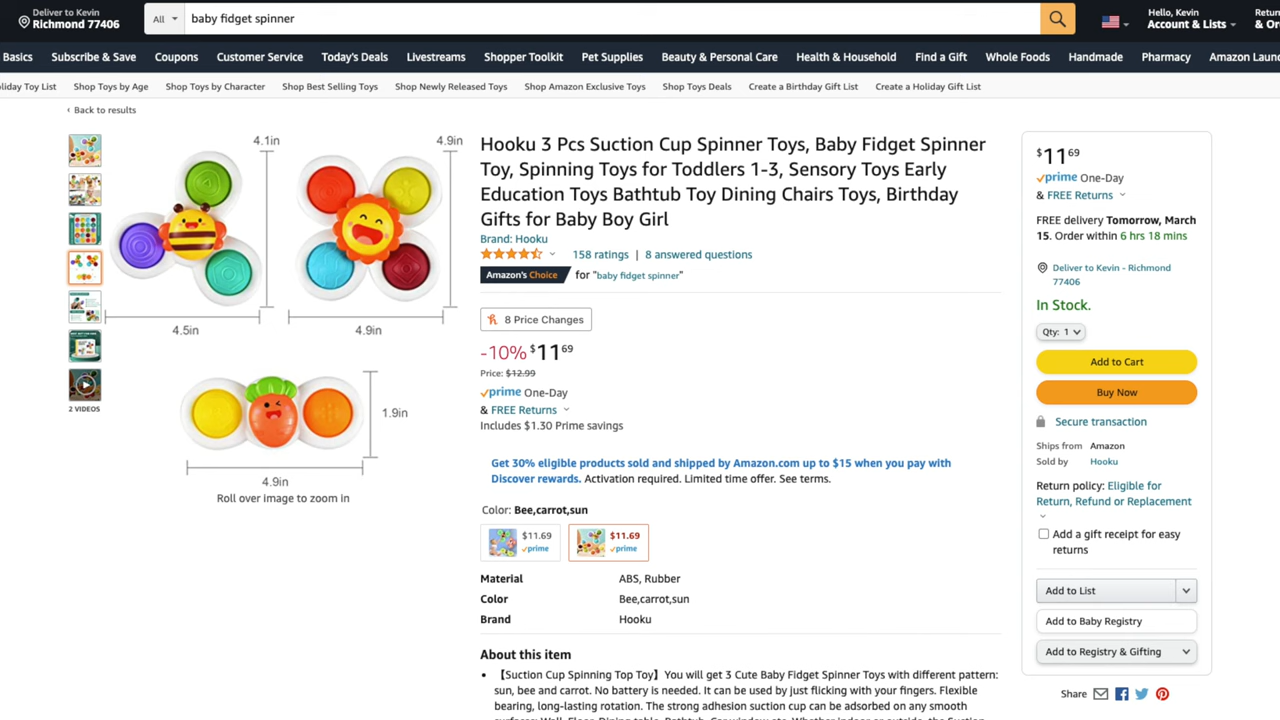 Deliver to Kevin
Richmond 77406
All
baby fidget spinner
Hello, Kevin
Account & Lists
Basics
Subscribe & Save
Coupons
Customer Service
Today's Deals
Livestreams
Shopper Toolkit
Pet Supplies
Beauty & Personal Care
Health & Household
Find a Gift
Whole Foods
Handmade
Pharmacy
Shop Toys by Age
Shop Toys by Character
Shop Best Selling Toys
Shop Newly Released Toys
Shop Amazon Exclusive Toys
Shop Toys Deals
Create a Birthday Gift List
Create a Holiday Gift List
‹ Back to results
4.1in
4.9in
4.5in
4.9in
1.9in
4.9in
Roll over image to zoom in
2 VIDEOS
Hooku 3 Pcs Suction Cup Spinner Toys, Baby Fidget Spinner
Toy, Spinning Toys for Toddlers 1-3, Sensory Toys Early
Education Toys Bathtub Toy Dining Chairs Toys, Birthday
Gifts for Baby Boy Girl
Brand: Hooku
158 ratings | 8 answered questions
Amazon's Choice for "baby fidget spinner"
8 Price Changes
-10% $11 69
Price: $12.99
prime One-Day
& FREE Returns
Includes $1.30 Prime savings
Get 30% eligible products sold and shipped by Amazon.com up to $15 when you pay with
Discover rewards. Activation required. Limited time offer. See terms.
Color: Bee,carrot,sun
$11.69
prime
$11.69
prime
Material ABS, Rubber
Color Bee,carrot,sun
Brand Hooku
About this item
• 【Suction Cup Spinning Top Toy】You will get 3 Cute Baby Fidget Spinner Toys with different pattern:
sun, bee and carrot. No battery is needed. It can be used by just flicking with your fingers. Flexible
bearing, long-lasting rotation. The strong adhesion suction cup can be adsorbed on any smooth
$11 69
prime One-Day
& FREE Returns
FREE delivery Tomorrow, March
15. Order within 6 hrs 18 mins
Deliver to Kevin - Richmond
77406
In Stock.
Qty: 1
Add to Cart
Buy Now
Secure transaction
Ships from Amazon
Sold by Hooku
Return policy: Eligible for
Return, Refund or Replacement
Add a gift receipt for easy
returns
Add to List
Add to Baby Registry
Add to Registry & Gifting
Share